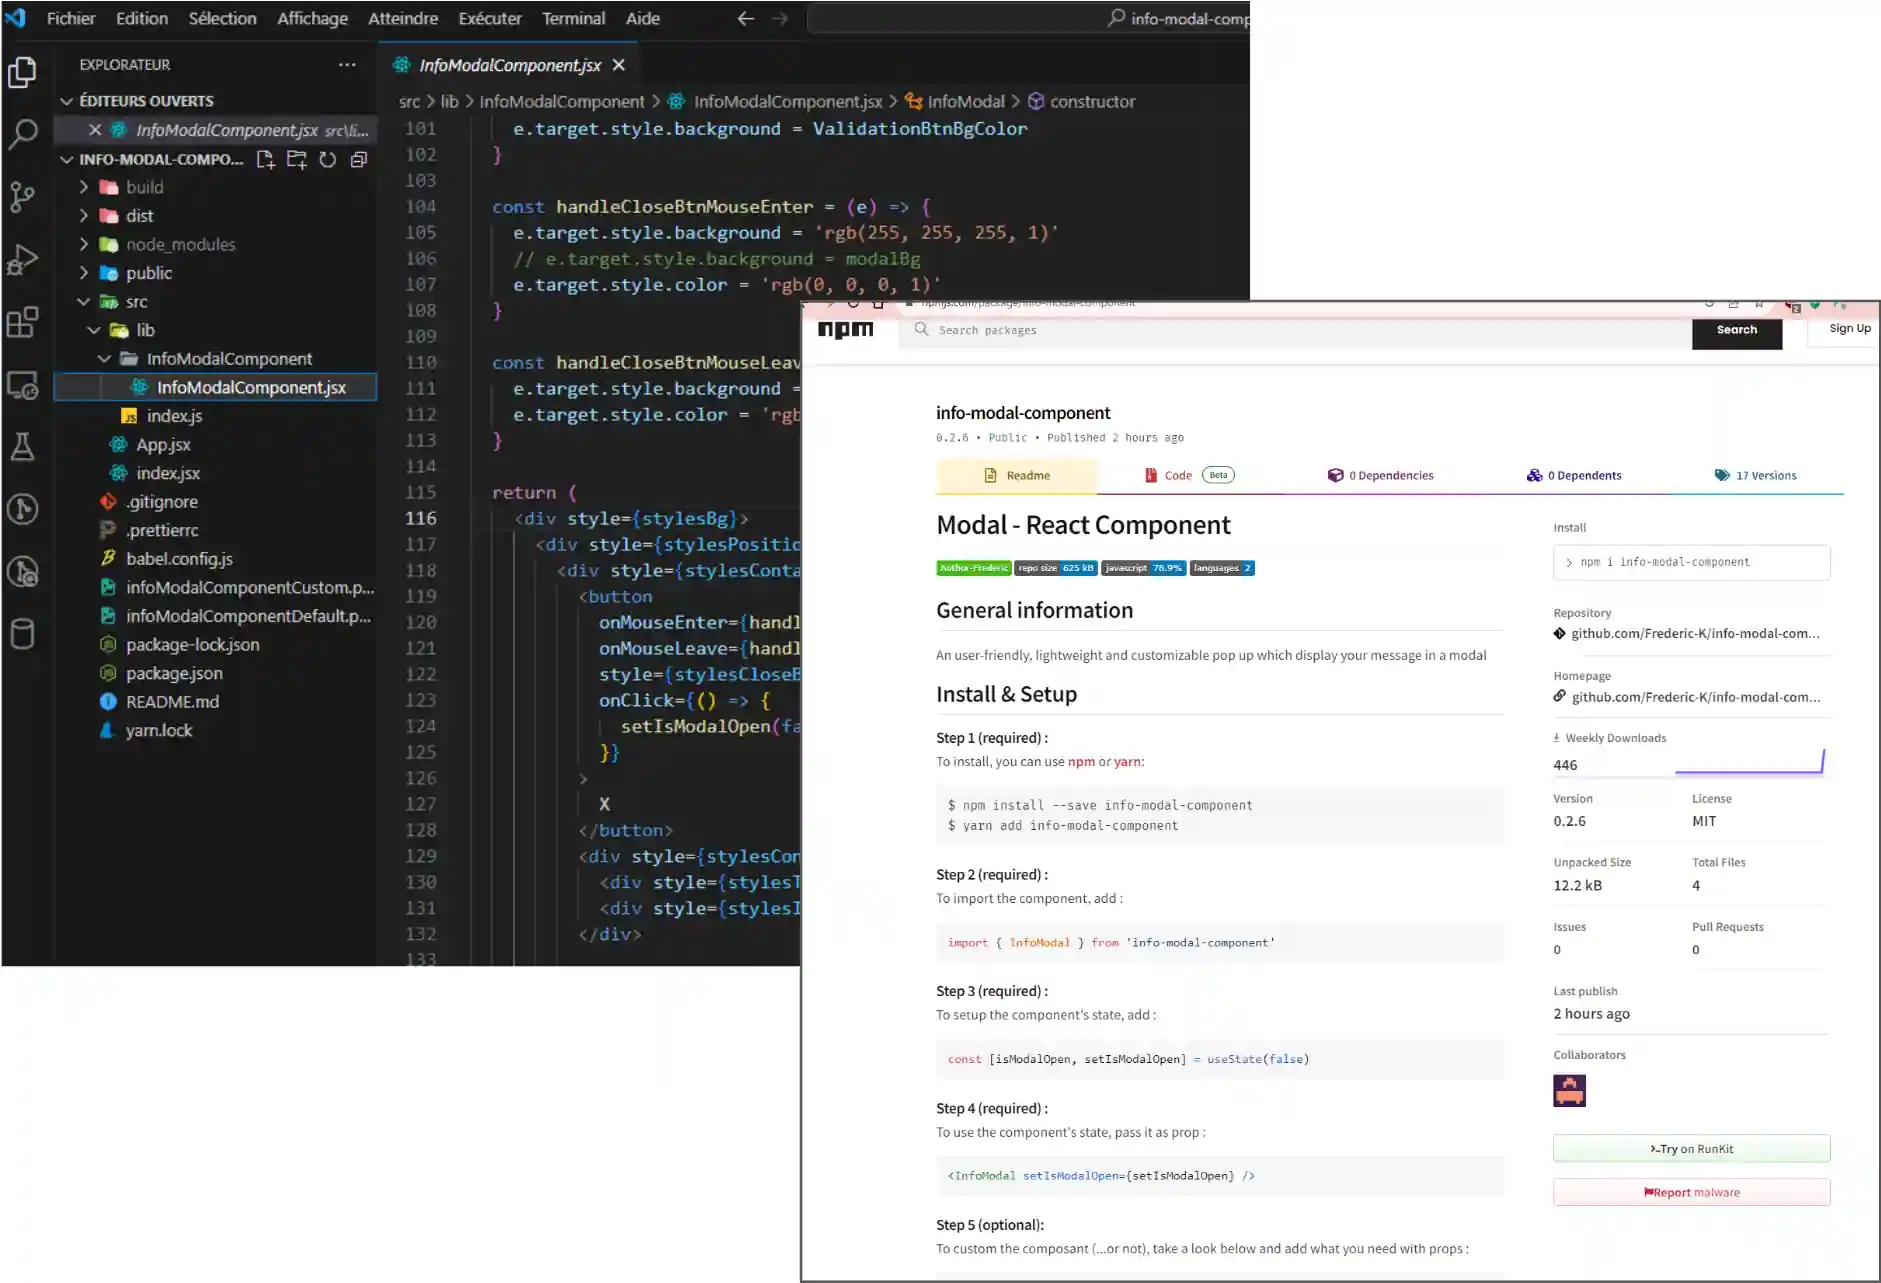 Fichier Edition Sélection Affichage Atteindre Exécuter Terminal Aide
info-modal-comp
EXPLORATEUR
ÉDITEURS OUVERTS
InfoModalComponent.jsx src\li...
INFO-MODAL-COMPO...
build
dist
node_modules
public
src
lib
InfoModalComponent
InfoModalComponent.jsx
index.js
App.jsx
index.jsx
.gitignore
.prettierrc
babel.config.js
infoModalComponentCustom.p...
infoModalComponentDefault.p...
package-lock.json
package.json
README.md
yarn.lock
InfoModalComponent.jsx
src > lib > InfoModalComponent > InfoModalComponent.jsx > InfoModal > constructor
101 e.target.style.background = ValidationBtnBgColor
102 }
103
104 const handleCloseBtnMouseEnter = (e) => {
105 e.target.style.background = 'rgb(255, 255, 255, 1)'
106 // e.target.style.background = modalBg
107 e.target.style.color = 'rgb(0, 0, 0, 1)'
108 }
109
110 const handleCloseBtnMouseLeav
111 e.target.style.background =
112 e.target.style.color = 'rgb
113 }
114
115 return (
116 <div style={stylesBg}>
117 <div style={stylesPositio
118 <div style={stylesConta
119 <button
120 onMouseEnter={handl
121 onMouseLeave={handl
122 style={stylesCloseB
123 onClick={() => {
124 setIsModalOpen(fa
125 }}
126 >
127 X
128 </button>
129 <div style={stylesCon
130 <div style={stylesT
131 <div style={stylesI
132 </div>
133
npmjs.com/package/info-modal-component
npm
Search packages
Search
Sign Up
info-modal-component
0.2.6 • Public • Published 2 hours ago
Readme
Code Beta
0 Dependencies
0 Dependents
17 Versions
Modal - React Component
Author-Frederic repo size 625 kB javascript 78.9% languages 2
General information
An user-friendly, lightweight and customizable pop up which display your message in a modal
Install & Setup
Step 1 (required) :
To install, you can use npm or yarn:
$ npm install --save info-modal-component
$ yarn add info-modal-component
Step 2 (required) :
To import the component, add :
import { InfoModal } from 'info-modal-component'
Step 3 (required) :
To setup the component's state, add :
const [isModalOpen, setIsModalOpen] = useState(false)
Step 4 (required) :
To use the component's state, pass it as prop :
<InfoModal setIsModalOpen={setIsModalOpen} />
Step 5 (optional):
To custom the composant (...or not), take a look below and add what you need with props :
Install
> npm i info-modal-component
Repository
github.com/Frederic-K/info-modal-com...
Homepage
github.com/Frederic-K/info-modal-com...
Weekly Downloads
446
Version License
0.2.6 MIT
Unpacked Size Total Files
12.2 kB 4
Issues Pull Requests
0 0
Last publish
2 hours ago
Collaborators
Try on RunKit
Report malware